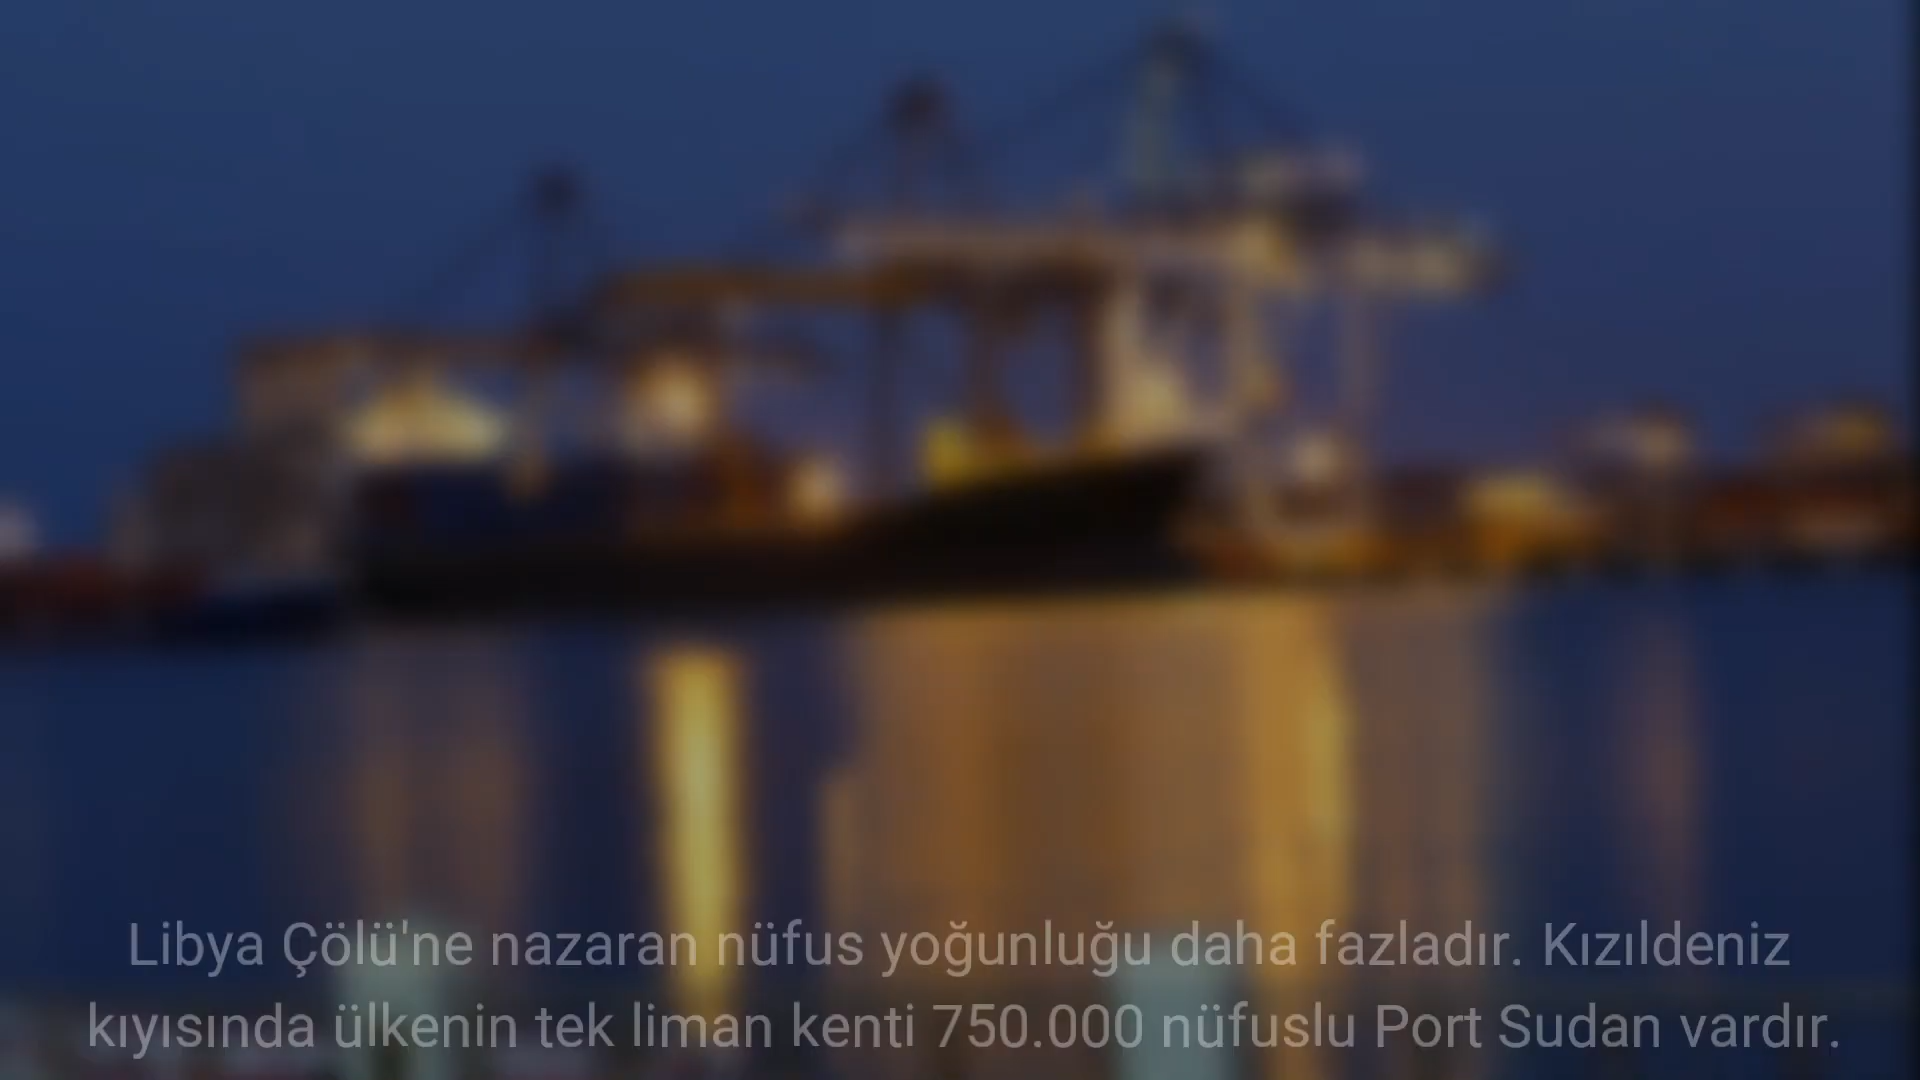 Libya Çölü'ne nazaran nüfus yoğunluğu daha fazladır. Kızıldeniz
kıyısında ülkenin tek liman kenti 750.000 nüfuslu Port Sudan vardır.